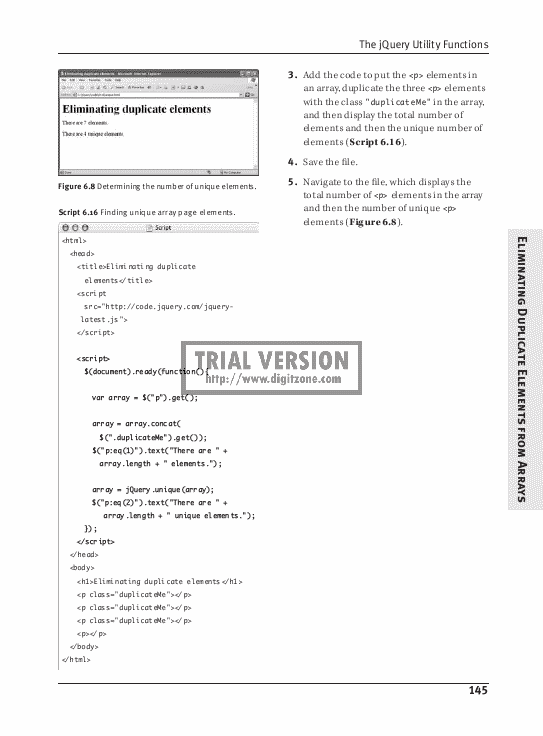 The jQuery Utility Functions
Eliminating duplicate elements
There are 7 elements.
There are 4 unique elements.
Figure 6.8 Determining the number of unique elements.
Script 6.16 Finding unique array page elements.
Script
<html>
<head>
<title>Eliminating duplicate
elements</title>
<script
src="http://code.jquery.com/jquery-
latest.js">
</script>
<script>
$(document).ready(function(){
var array = $("p").get();
array = array.concat(
$(".duplicateMe").get());
$("p:eq(1)").text("There are " +
array.length + " elements.");
array = jQuery.unique(array);
$("p:eq(2)").text("There are " +
array.length + " unique elements.");
});
</script>
</head>
<body>
<h1>Eliminating duplicate elements</h1>
<p class="duplicateMe"></p>
<p class="duplicateMe"></p>
<p class="duplicateMe"></p>
<p></p>
</body>
</html>
3. Add the code to put the <p> elements in
an array, duplicate the three <p> elements
with the class "duplicateMe" in the array,
and then display the total number of
elements and then the unique number of
elements (Script 6.16).
4. Save the file.
5. Navigate to the file, which displays the
total number of <p> elements in the array
and then the number of unique <p>
elements (Figure 6.8).
TRIAL VERSION
http://www.digitzone.com
ELIMINATING DUPLICATE ELEMENTS FROM ARRAYS
145